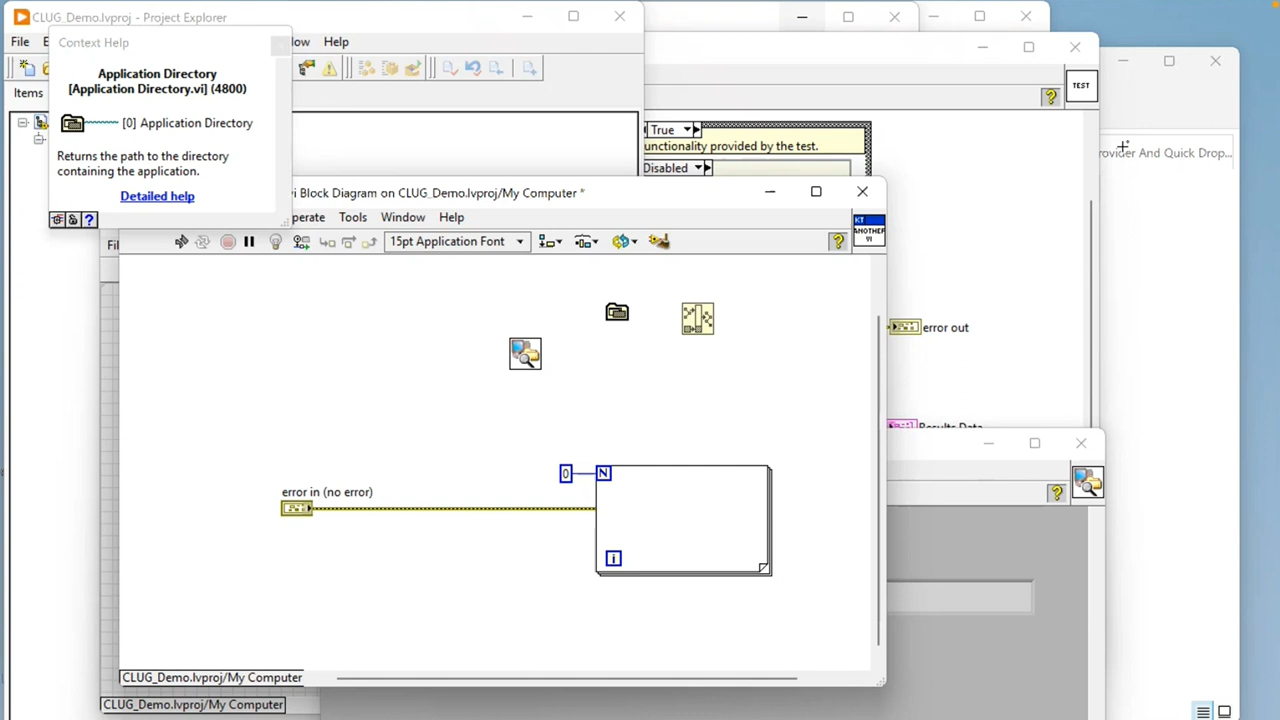 CLUG_Demo.lvproj - Project Explorer
File
Help
Context Help
Application Directory
[Application Directory.vi] (4800)
[0] Application Directory
Returns the path to the directory
containing the application.
Detailed help
Items
True
unctionality provided by the test.
Disabled
TEST
rovider And Quick Drop...
vi Block Diagram on CLUG_Demo.lvproj/My Computer *
perate Tools Window Help
15pt Application Font
KT
ANOTHER
VI
error out
Results Data
0
N
error in (no error)
i
CLUG_Demo.lvproj/My Computer
CLUG_Demo.lvproj/My Computer